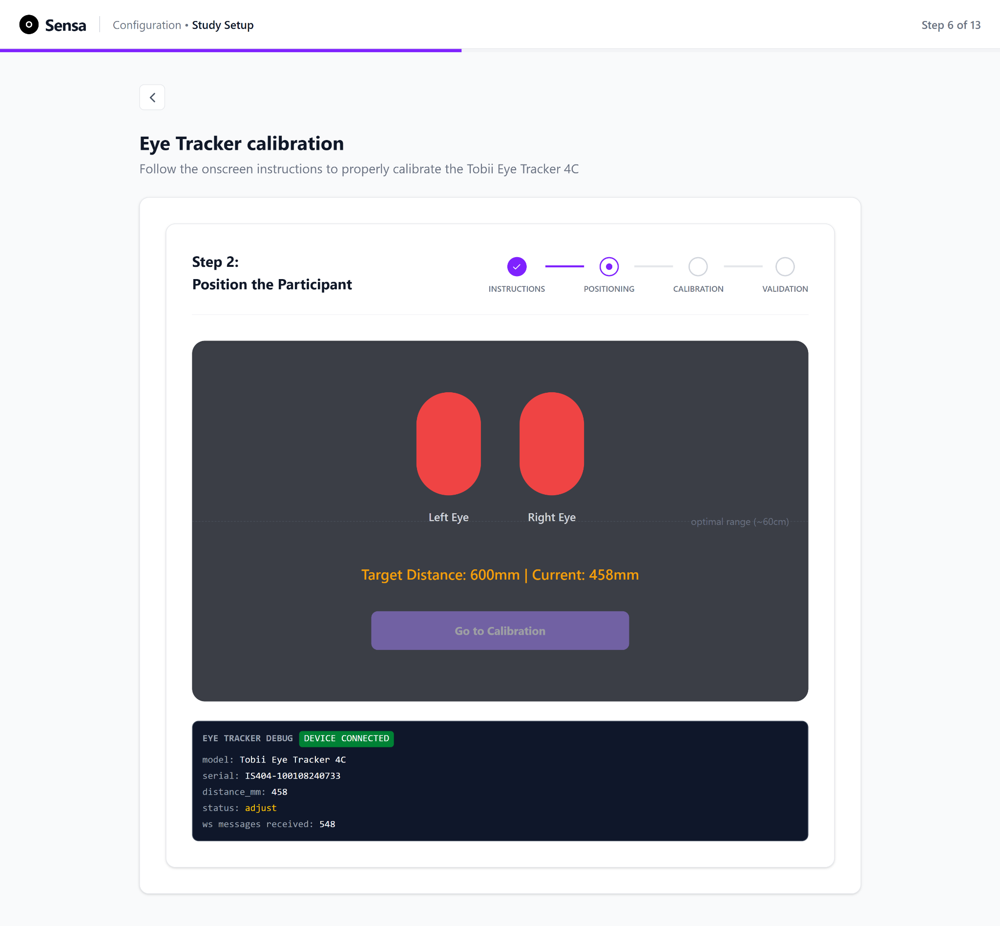 Sensa
Configuration • Study Setup
Step 6 of 13
Eye Tracker calibration
Follow the onscreen instructions to properly calibrate the Tobii Eye Tracker 4C
Step 2:
Position the Participant
INSTRUCTIONS
POSITIONING
CALIBRATION
VALIDATION
Left Eye
Right Eye
optimal range (~60cm)
Target Distance: 600mm | Current: 458mm
Go to Calibration
EYE TRACKER DEBUG DEVICE CONNECTED
model: Tobii Eye Tracker 4C
serial: IS404-100108240733
distance_mm: 458
status: adjust
ws messages received: 548